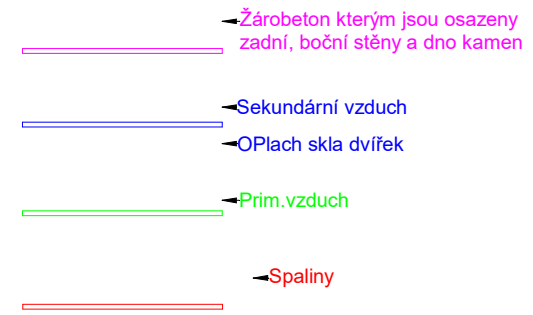 Žárobeton kterým jsou osazeny
zadní, boční stěny a dno kamen
Sekundární vzduch
OPlach skla dvířek
Prim.vzduch
Spaliny